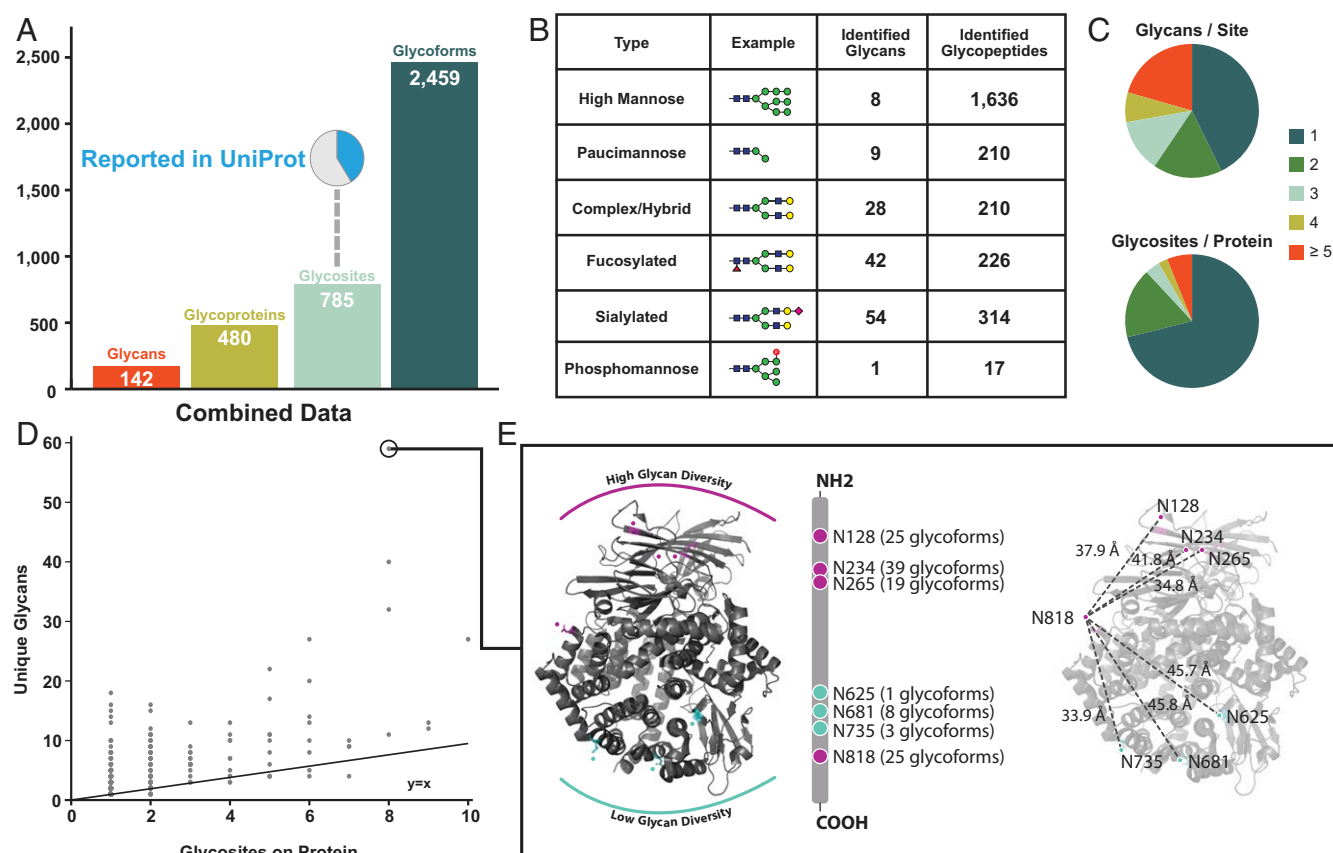 A
2,500
2,000
1,500
1,000
500
0
Glycoforms
2,459
Reported in UniProt
Glycosites
785
Glycoproteins
480
Glycans
142
Combined Data
B
Type Example Identified Glycans Identified Glycopeptides
High Mannose 8 1,636
Paucimannose 9 210
Complex/Hybrid 28 210
Fucosylated 42 226
Sialylated 54 314
Phosphomannose 1 17
C
Glycans / Site
Glycosites / Protein
1
2
3
4
≥ 5
D
Unique Glycans
60
50
40
30
20
10
0
y=x
0 2 4 6 8 10
Glycosites on Protein
E
High Glycan Diversity
Low Glycan Diversity
NH2
N128 (25 glycoforms)
N234 (39 glycoforms)
N265 (19 glycoforms)
N625 (1 glycoforms)
N681 (8 glycoforms)
N735 (3 glycoforms)
N818 (25 glycoforms)
COOH
N128
N234
N265
37.9 Å
41.8 Å
34.8 Å
N818
45.7 Å
45.8 Å
33.9 Å
N625
N735
N681